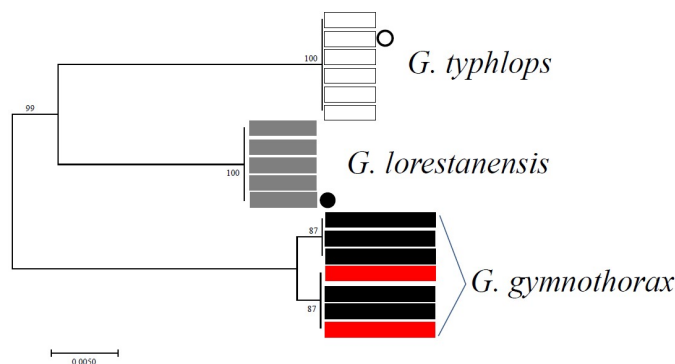 100
G. typhlops
99
G. lorestanensis
100
87
G. gymnothorax
87
0.0050